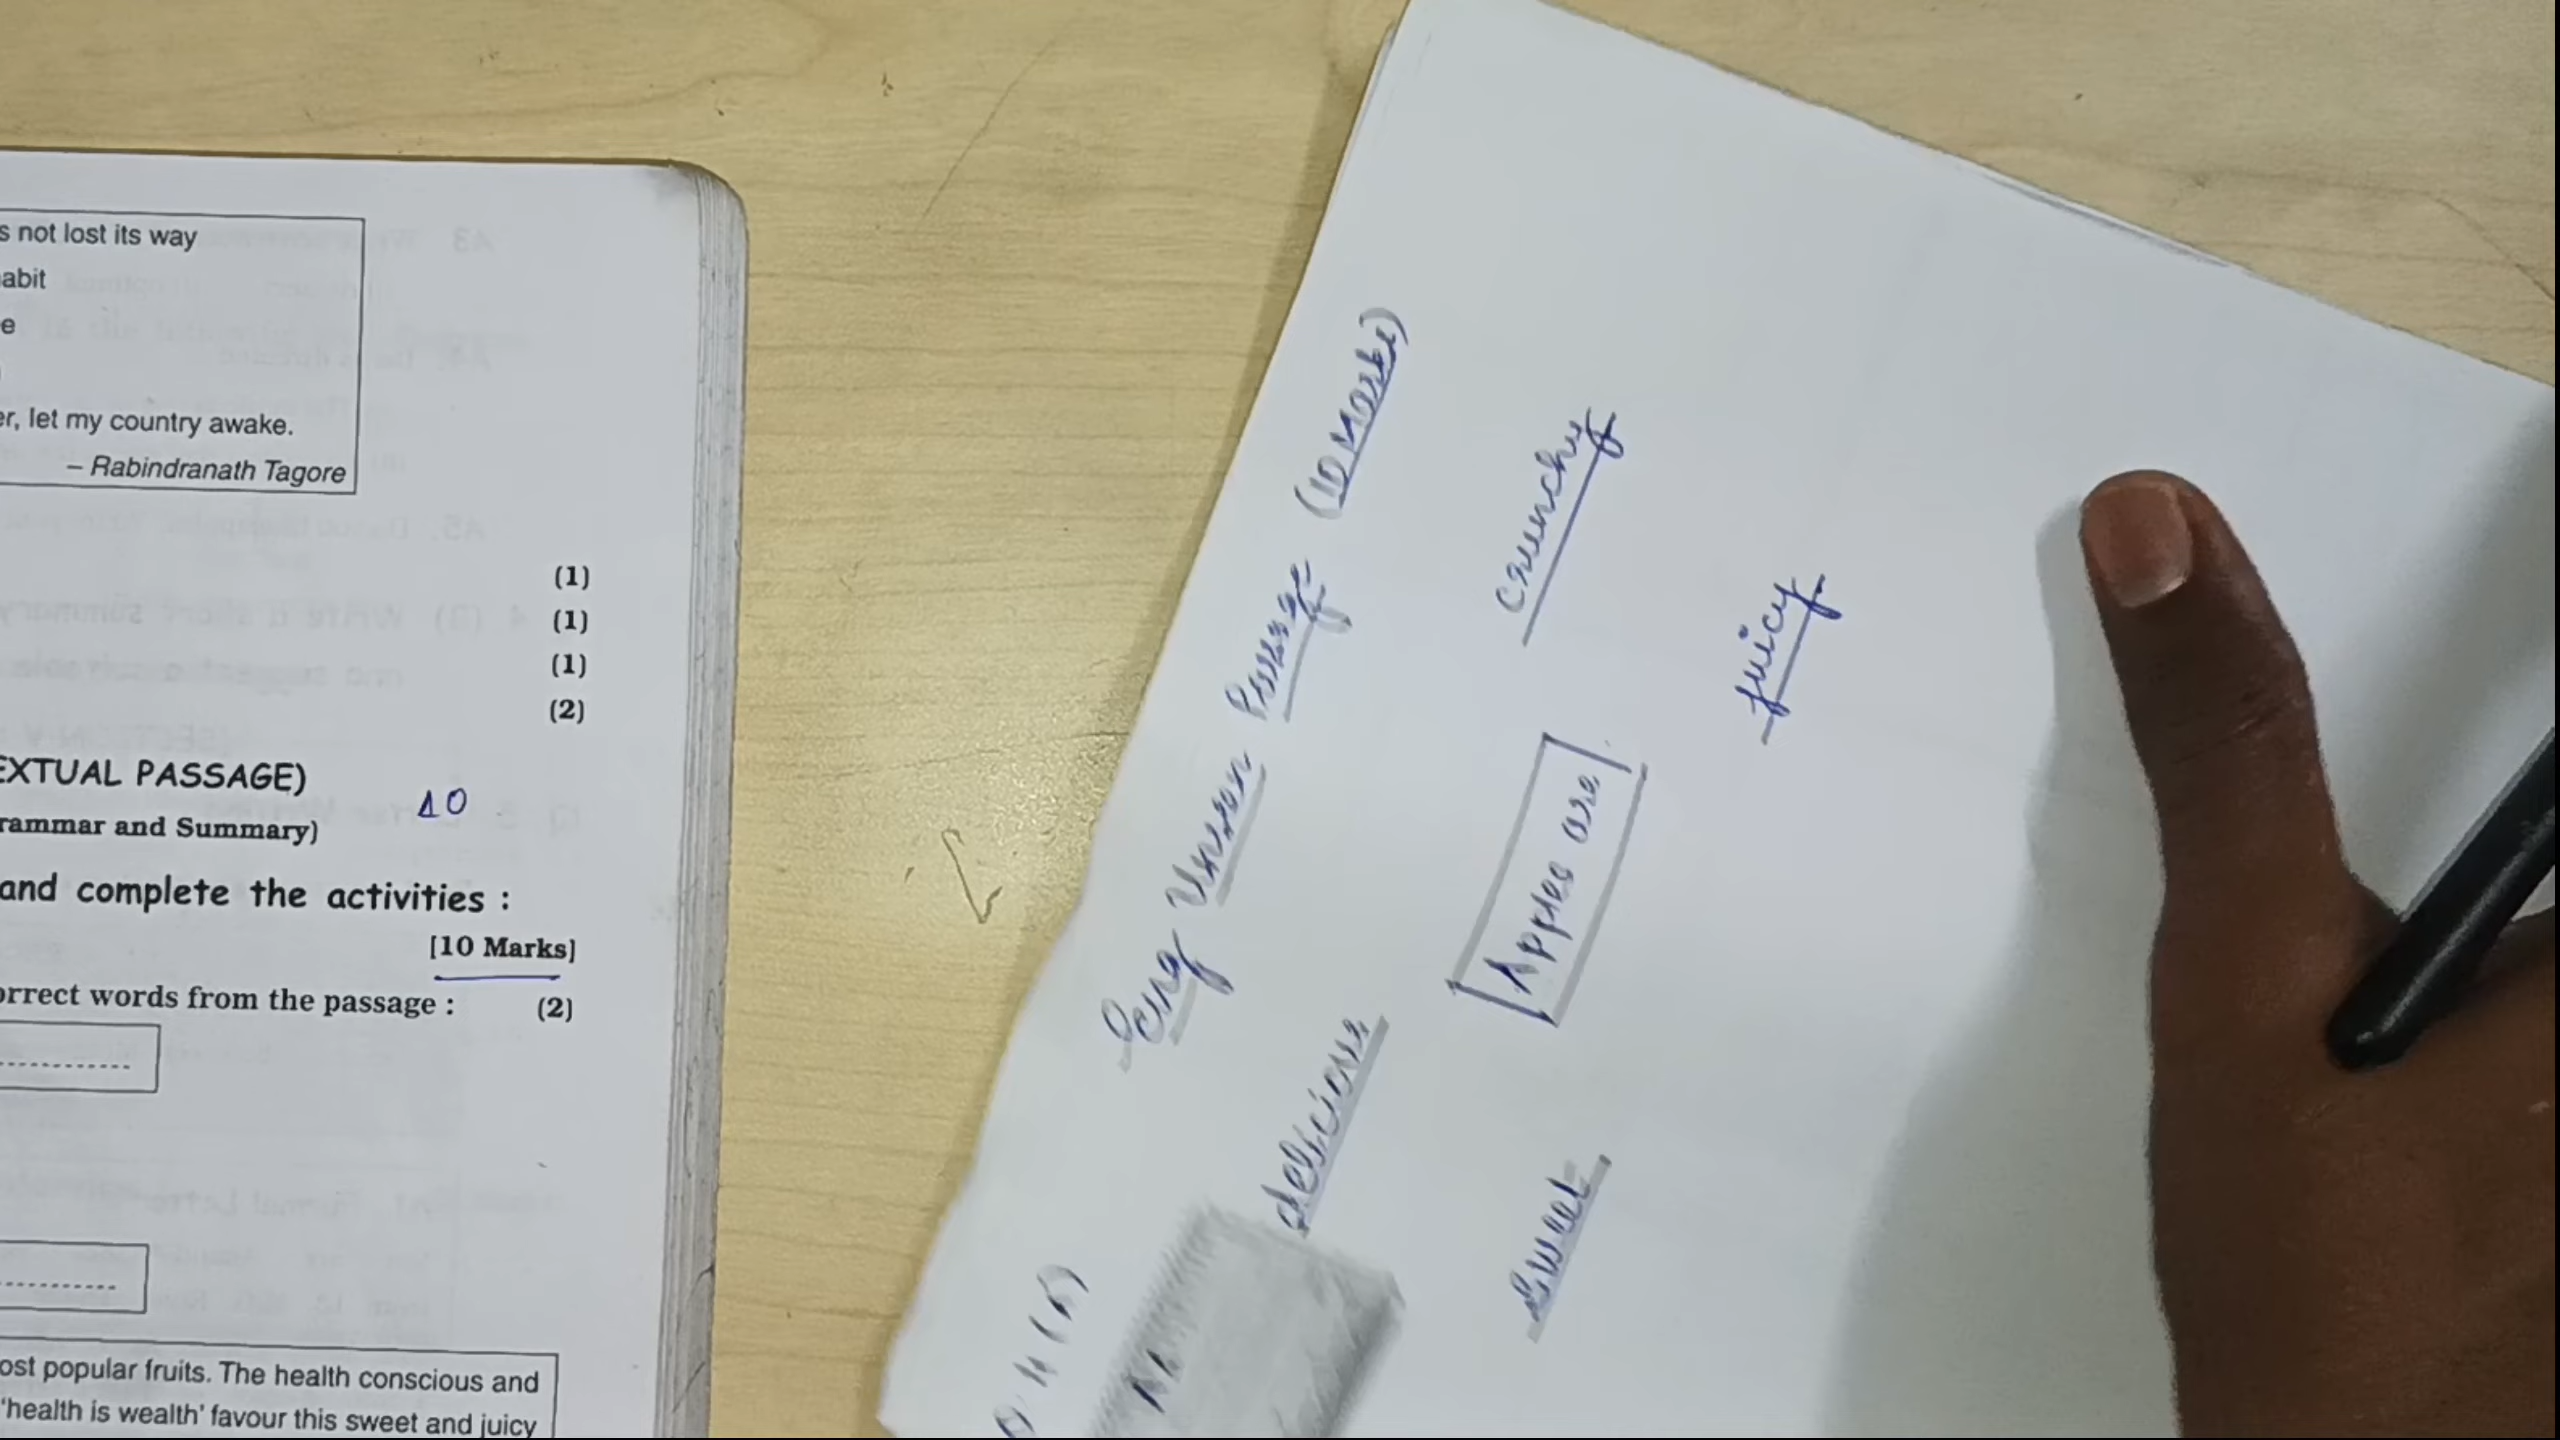 s not lost its way
abit
e
er, let my country awake.
– Rabindranath Tagore
(1)
(1)
(1)
(2)
EXTUAL PASSAGE)
10
rammar and Summary)
and complete the activities :
[10 Marks]
orrect words from the passage : (2)
ost popular fruits. The health conscious and
'health is wealth' favour this sweet and juicy
Eng Unseen Passage (10 Marks)
delicious
crunchy
Apples are
sweet
juicy